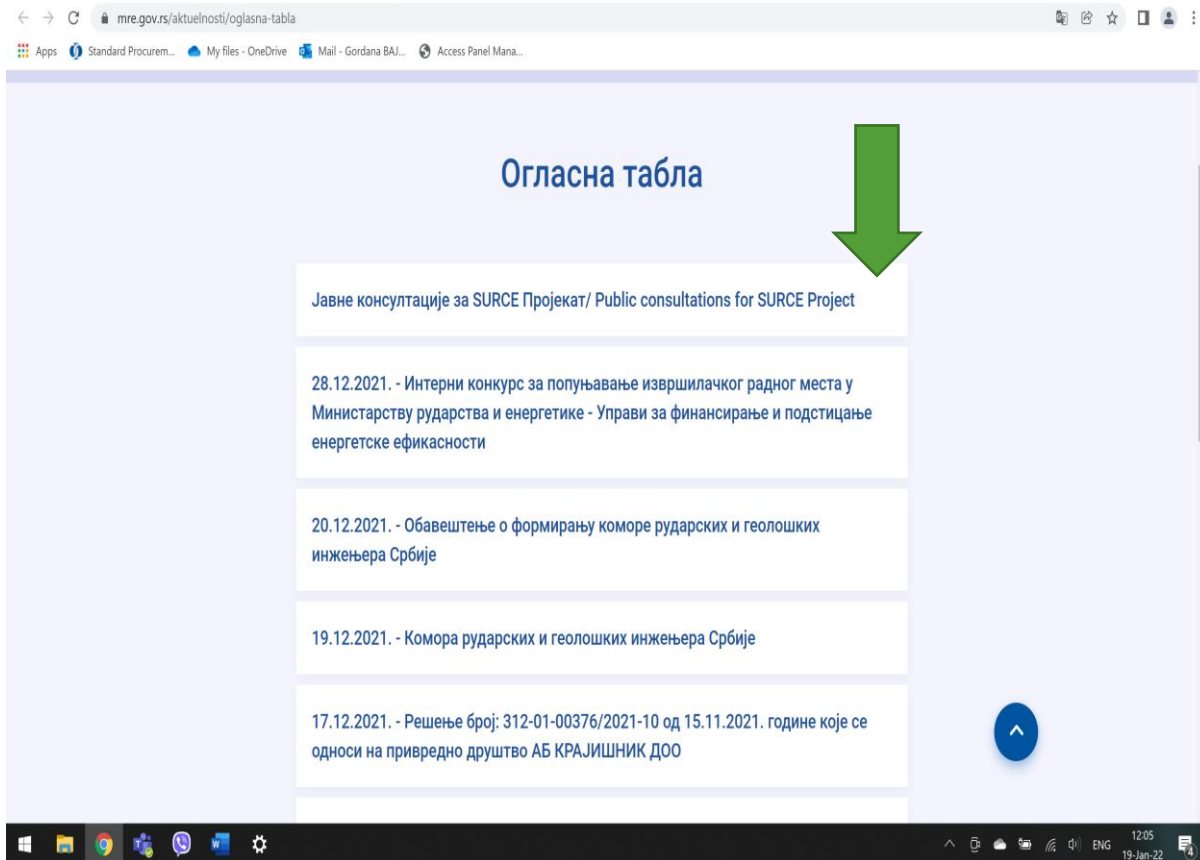 mre.gov.rs/aktuelnosti/oglasna-tabla
Apps Standard Procurem... My files - OneDrive Mail - Gordana BAJ... Access Panel Mana...
Огласна табла
Јавне консултације за SURCE Пројекат/ Public consultations for SURCE Project
28.12.2021. - Интерни конкурс за попуњавање извршилачког радног места у
Министарству рударства и енергетике - Управи за финансирање и подстицање
енергетске ефикасности
20.12.2021. - Обавештење о формирању коморе рударских и геолошких
инжењера Србије
19.12.2021. - Комора рударских и геолошких инжењера Србије
17.12.2021. - Решење број: 312-01-00376/2021-10 од 15.11.2021. године које се
односи на привредно друштво АБ КРАЈИШНИК ДОО
ENG
12:05
19-Jan-22
4